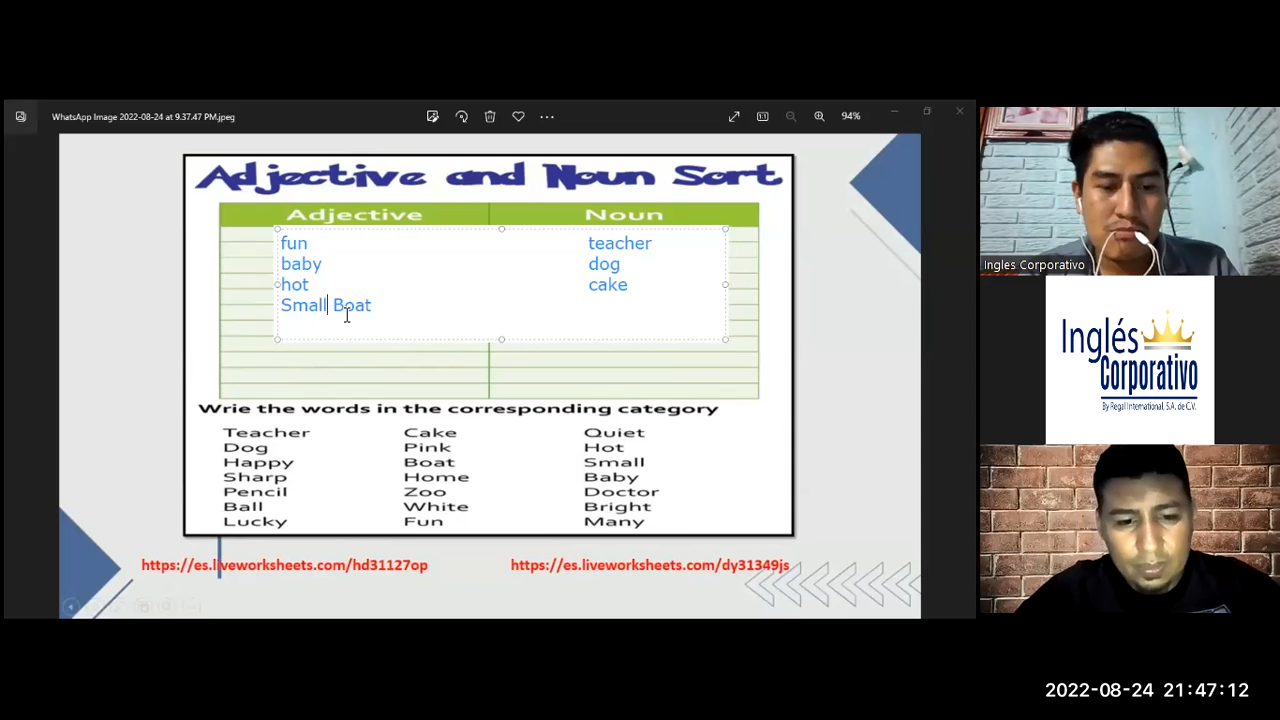 WhatsApp Image 2022-08-24 at 9.37.47 PM.jpeg
94%
Adjective and Noun Sort
Adjective Noun
fun teacher
baby dog
hot cake
Small Boat
Wrie the words in the corresponding category
Teacher Cake Quiet
Dog Pink Hot
Happy Boat Small
Sharp Home Baby
Pencil Zoo Doctor
Ball White Bright
Lucky Fun Many
https://es.liveworksheets.com/hd31127op https://es.liveworksheets.com/dy31349js
Ingles Corporativo
Inglés
Corporativo
By Regal International, S.A. de C.V.
2022-08-24 21:47:12